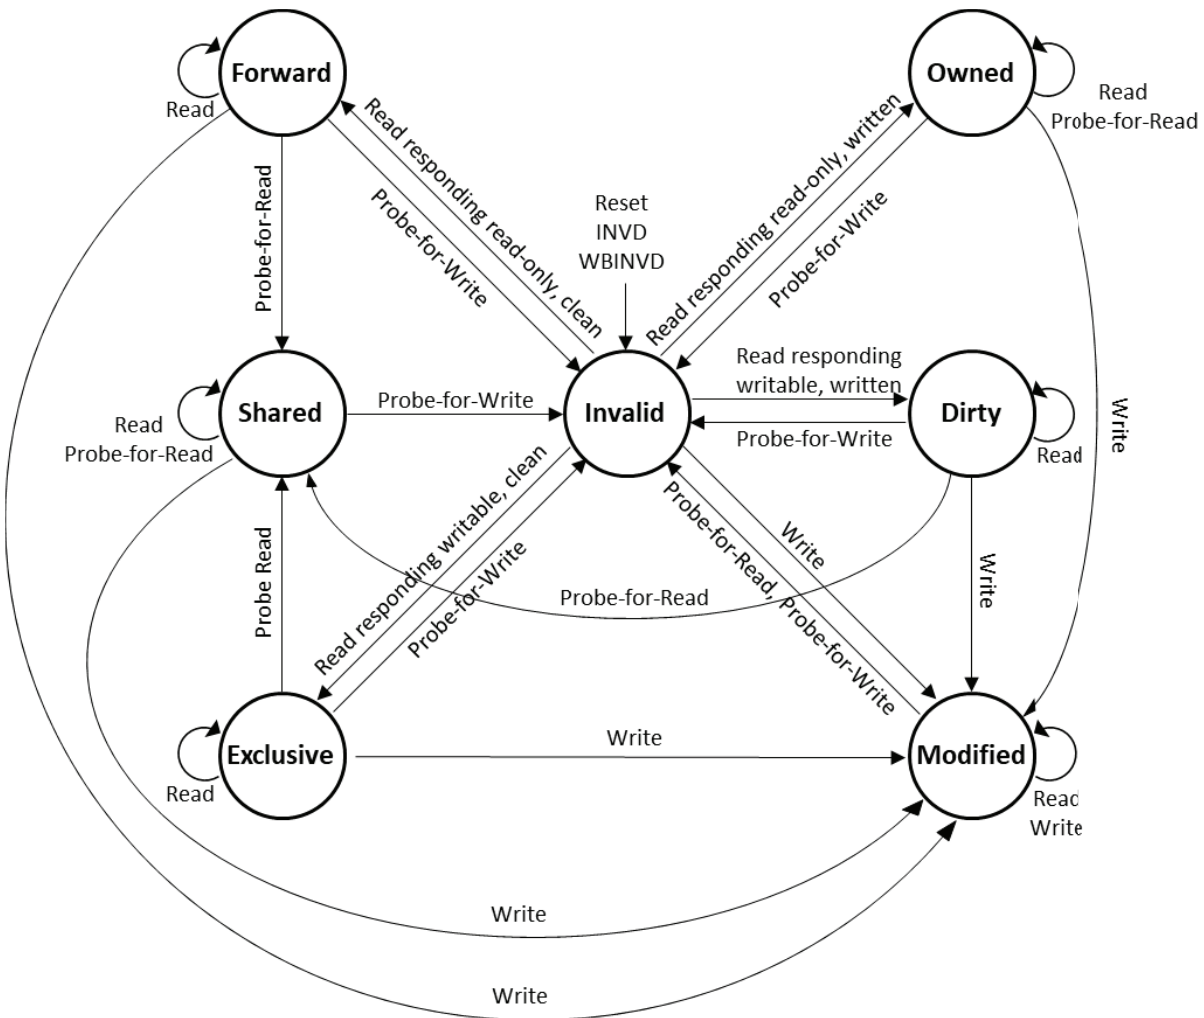 Forward
Read
Owned
Read
Probe-for-Read
Read responding read-only, clean
Probe-for-Write
Probe-for-Read
Reset
INVD
WBINVD
Read responding read-only, written
Probe-for-Write
Write
Shared
Read
Probe-for-Read
Probe-for-Write
Invalid
Read responding
writable, written
Probe-for-Write
Dirty
Read
Probe Read
Read responding writable, clean
Probe-for-Write
Probe-for-Read
Write
Probe-for-Read, Probe-for-Write
Write
Exclusive
Read
Write
Modified
Read
Write
Write
Write